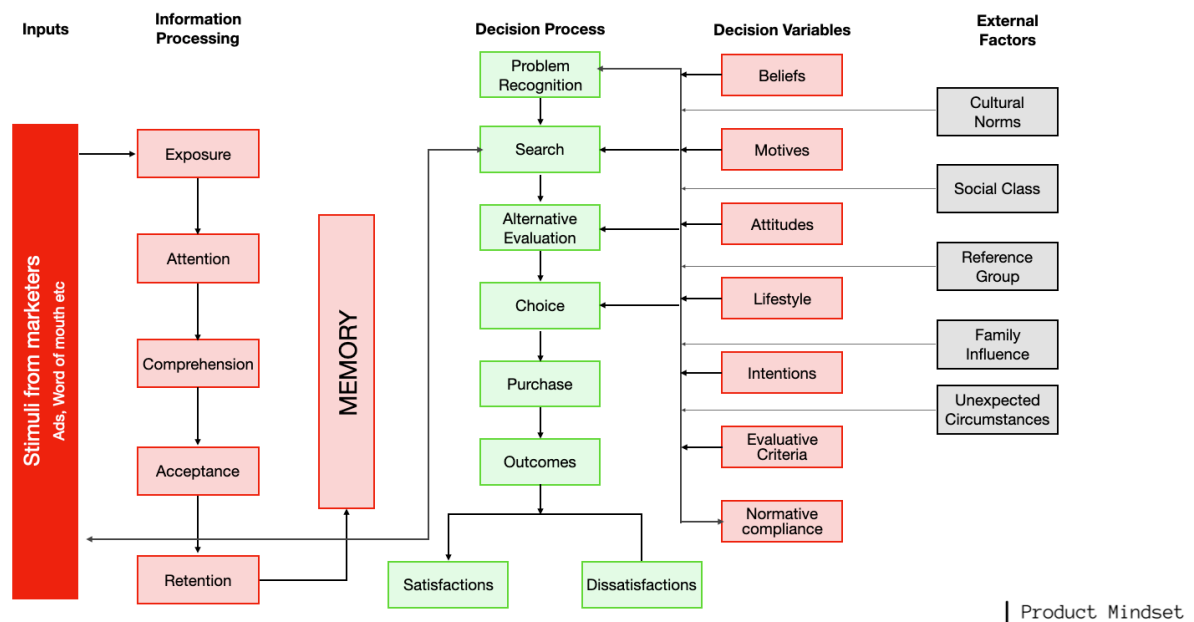 Inputs
Information
Processing
Decision Process
Decision Variables
External
Factors
Stimuli from marketers
Ads, Word of mouth etc
Exposure
Attention
Comprehension
Acceptance
Retention
MEMORY
Problem
Recognition
Search
Alternative
Evaluation
Choice
Purchase
Outcomes
Satisfactions
Dissatisfactions
Beliefs
Motives
Attitudes
Lifestyle
Intentions
Evaluative
Criteria
Normative
compliance
Cultural
Norms
Social Class
Reference
Group
Family
Influence
Unexpected
Circumstances
Product Mindset